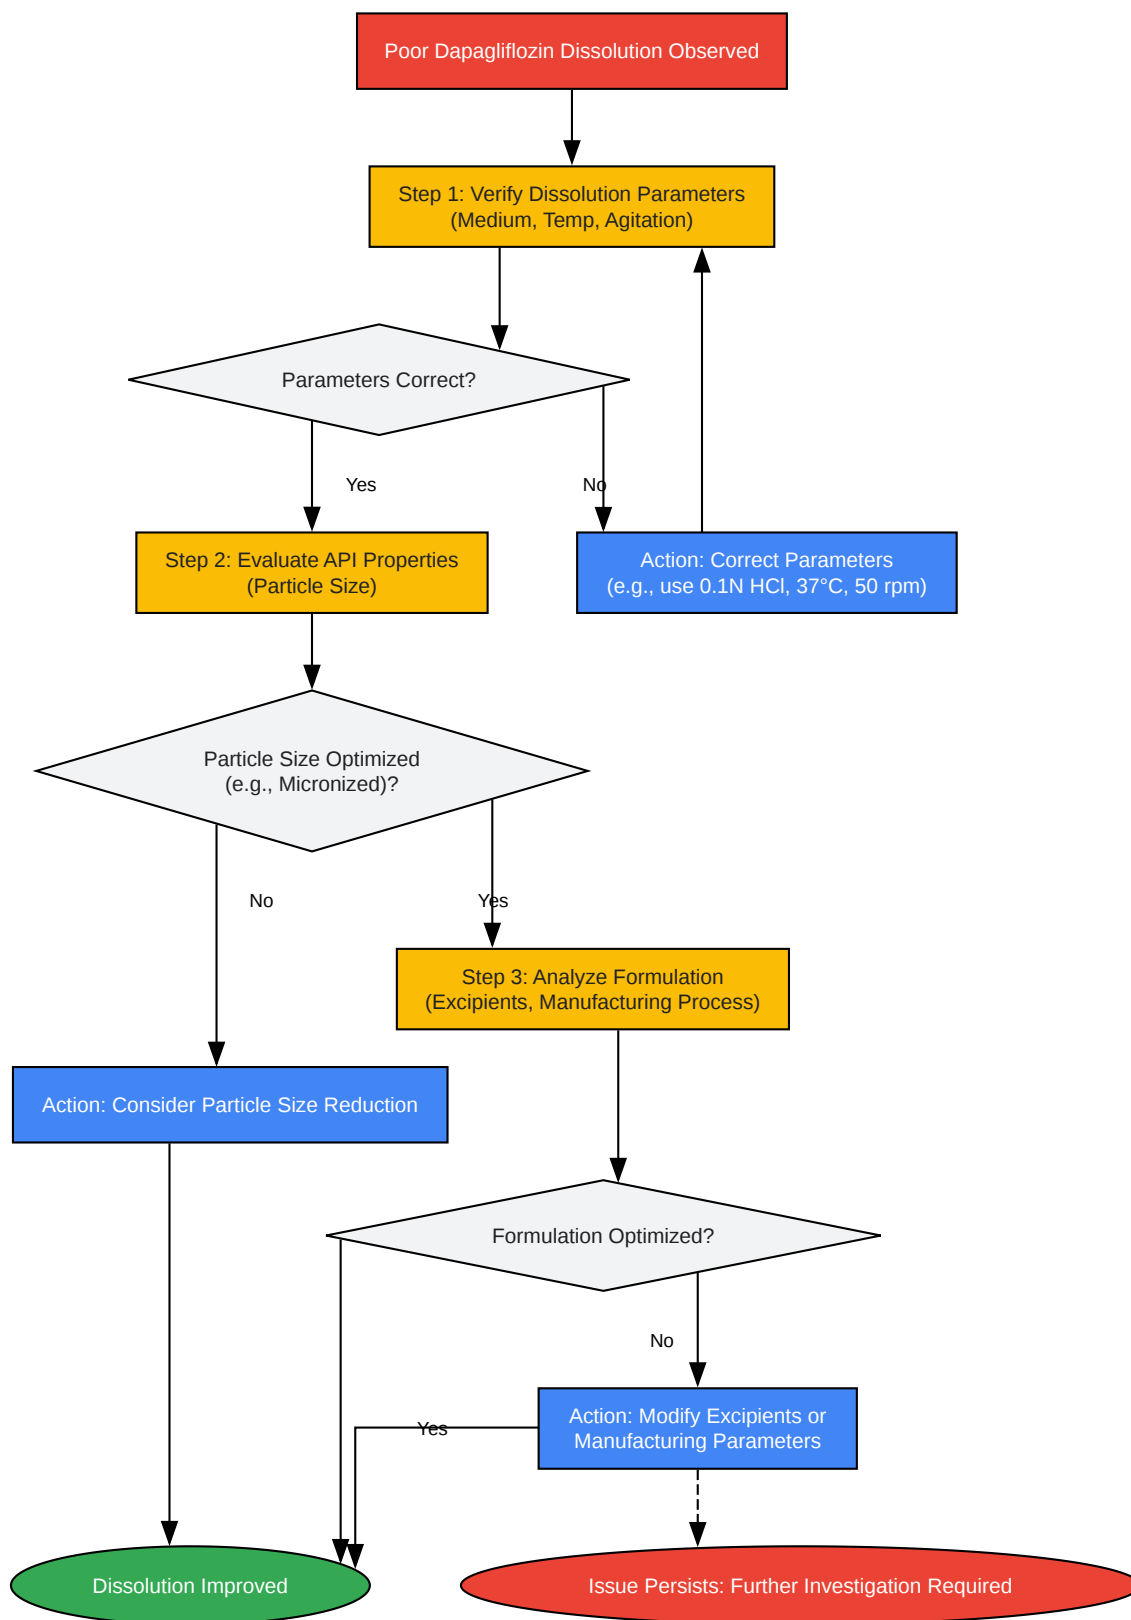 Poor Dapagliflozin Dissolution Observed
Step 1: Verify Dissolution Parameters
(Medium, Temp, Agitation)
Parameters Correct?
Yes
No
Step 2: Evaluate API Properties
(Particle Size)
Action: Correct Parameters
(e.g., use 0.1N HCl, 37°C, 50 rpm)
Particle Size Optimized
(e.g., Micronized)?
No
Yes
Step 3: Analyze Formulation
(Excipients, Manufacturing Process)
Action: Consider Particle Size Reduction
Formulation Optimized?
No
Action: Modify Excipients or
Manufacturing Parameters
Yes
Dissolution Improved
Issue Persists: Further Investigation Required